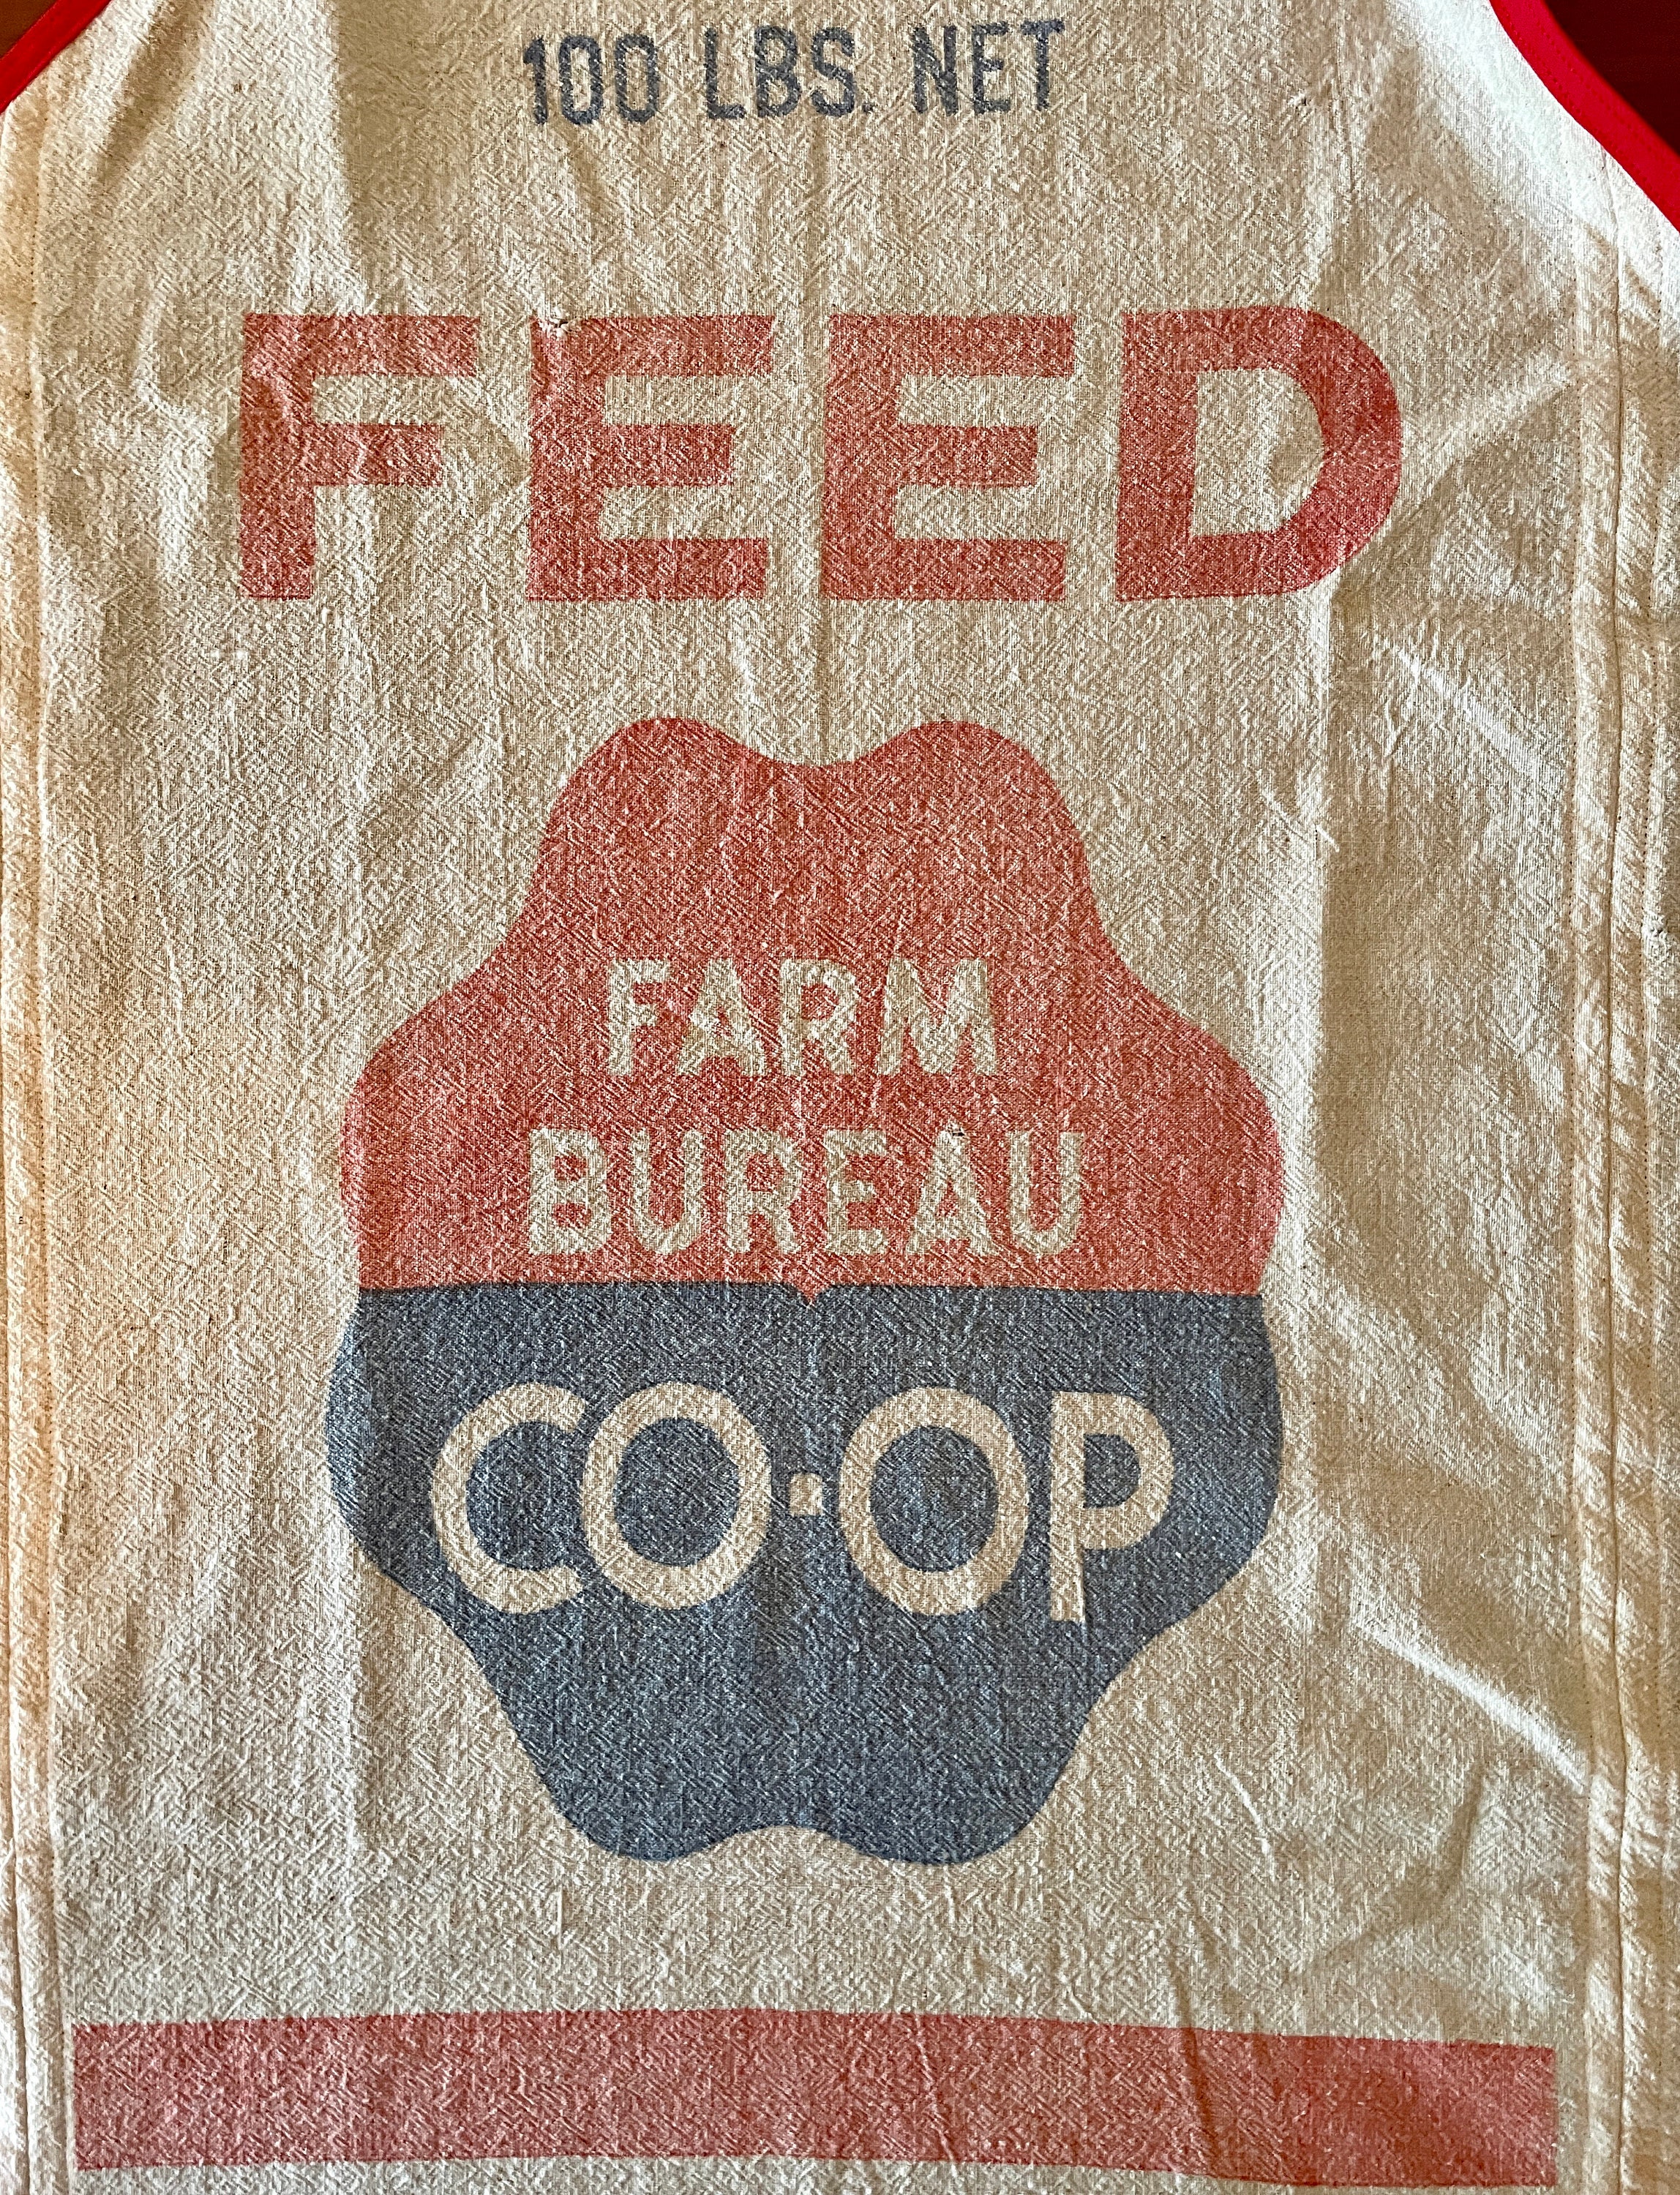 100 LBS. NET
FEED
FARM
BUREAU
CO-OP